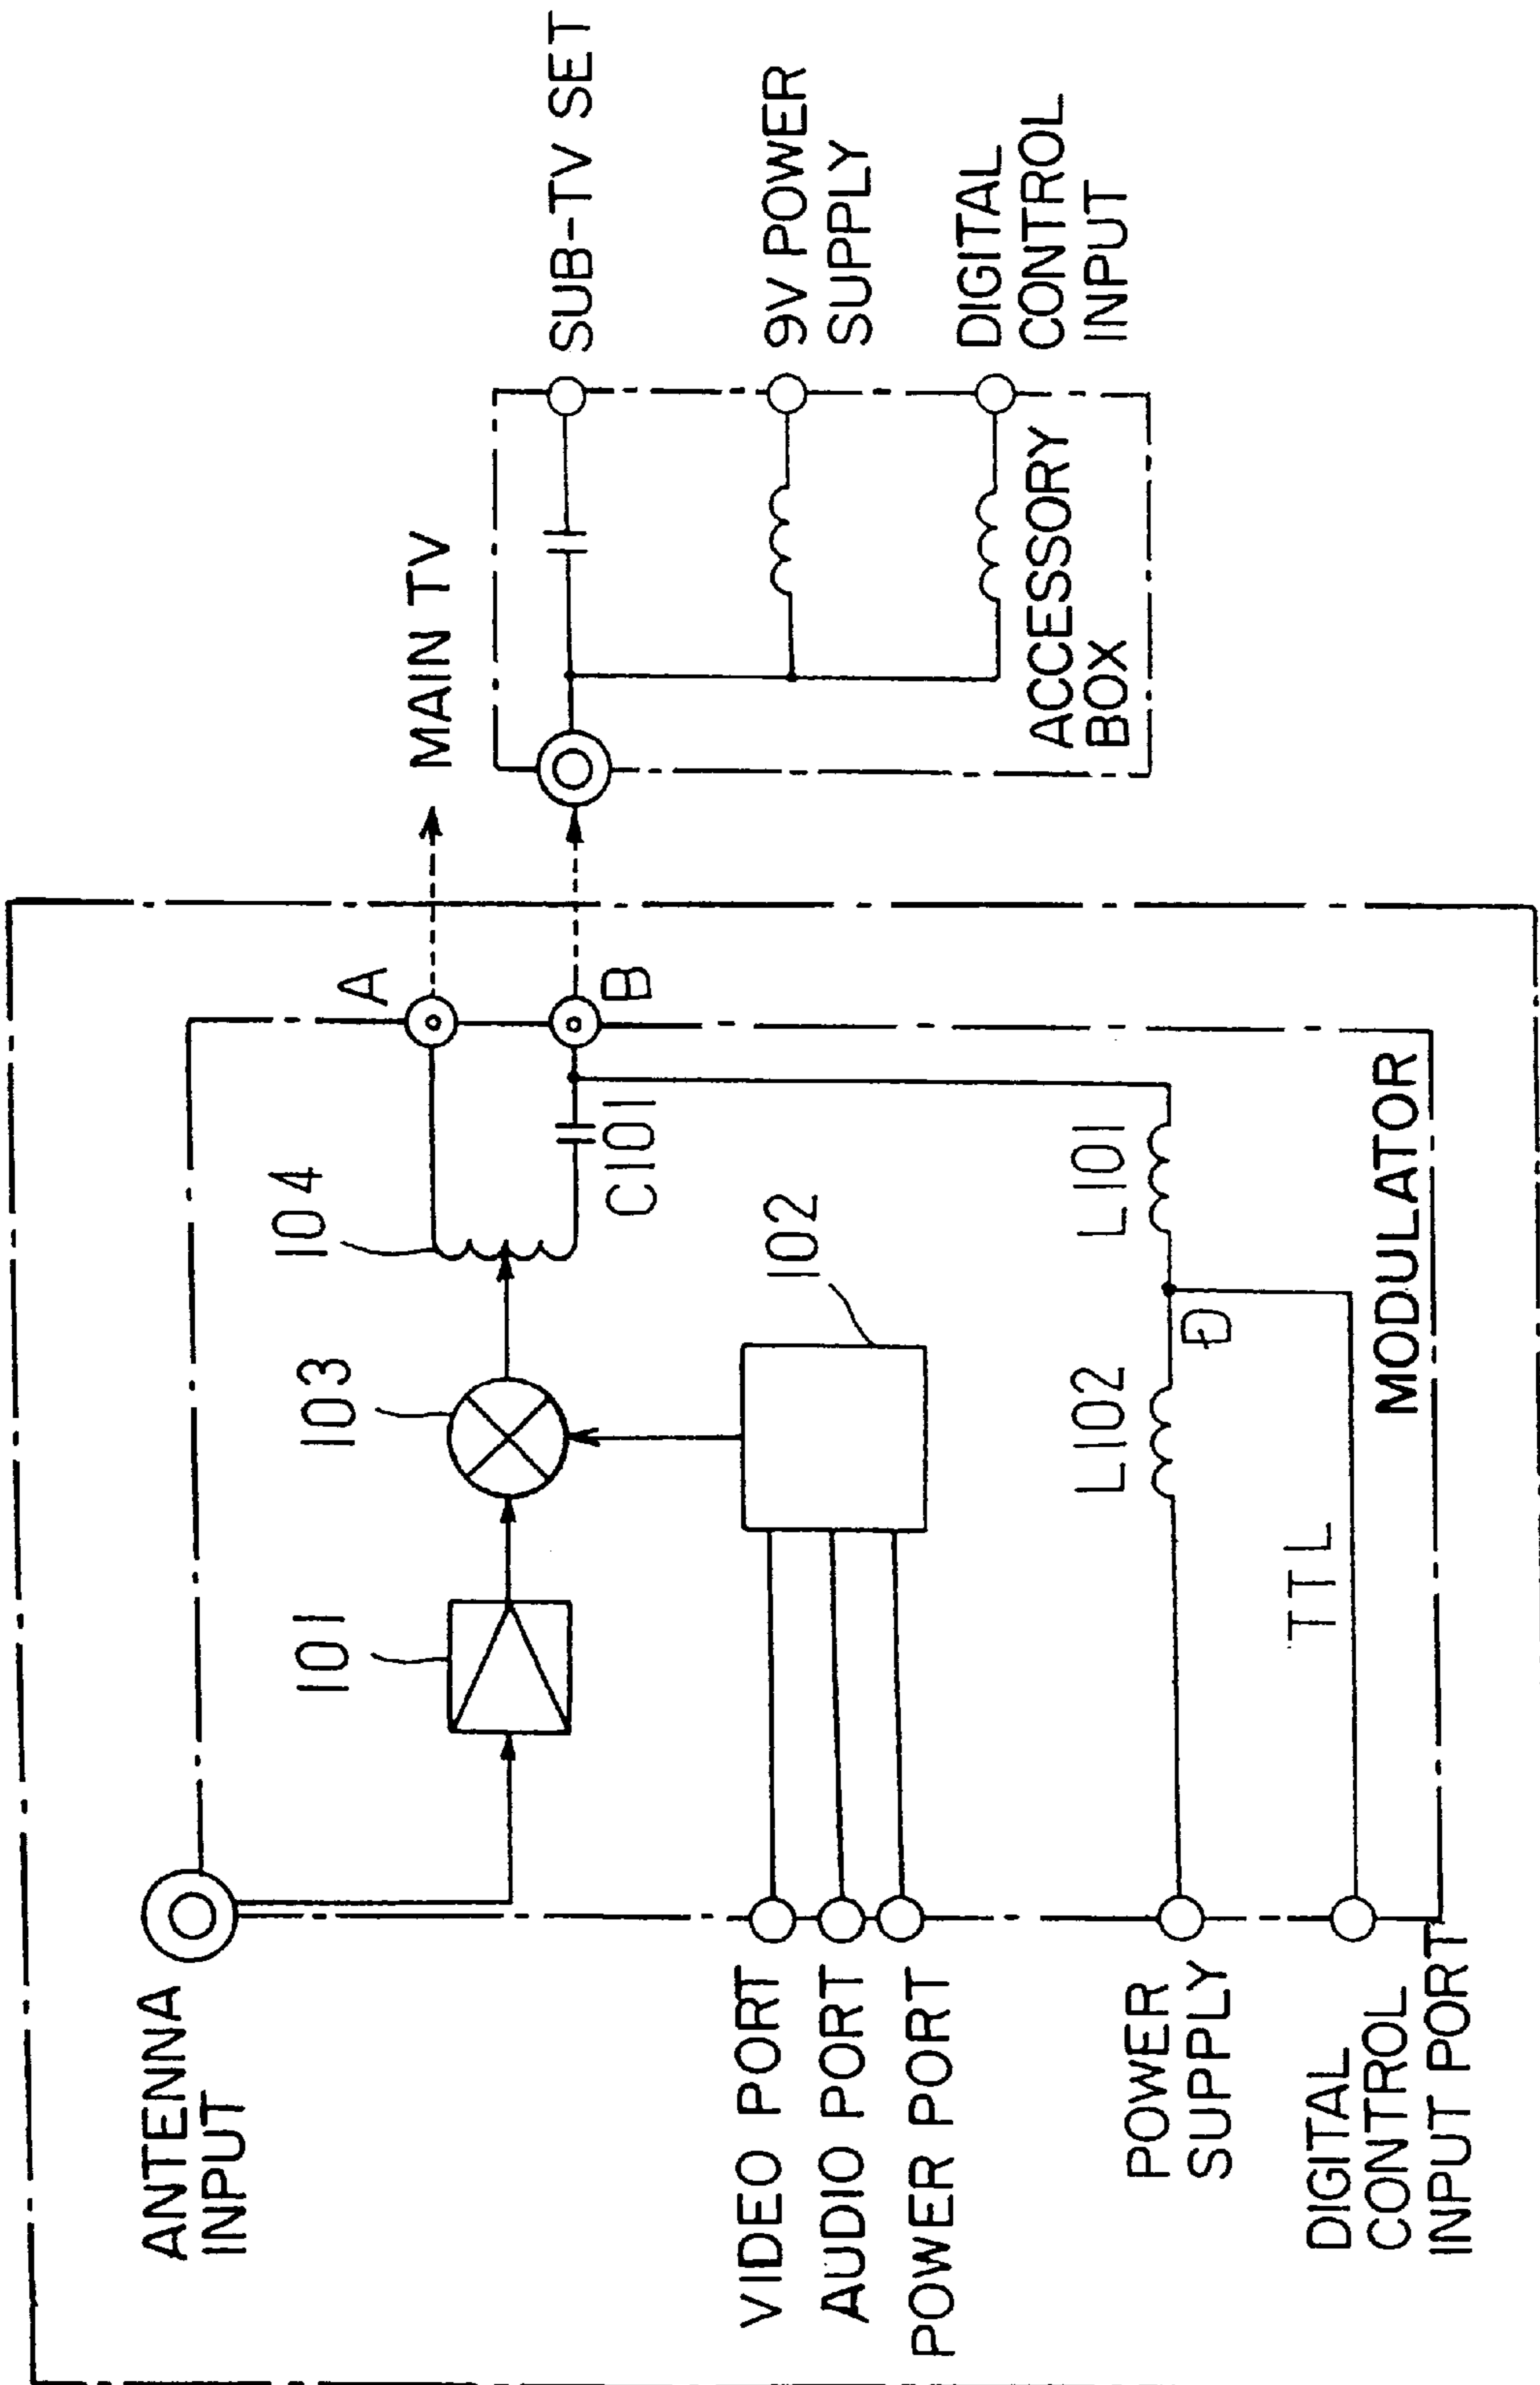 ANTENNA
INPUT
101
103
104
A
MAIN TV
B
C101
SUB-TV SET
VIDEO PORT
AUDIO PORT
POWER PORT
102
9V POWER
SUPPLY
DIGITAL
CONTROL
INPUT
ACCESSORY
BOX
POWER
SUPPLY
L102
L101
D
TTL
DIGITAL
CONTROL
INPUT PORT
MODULATOR